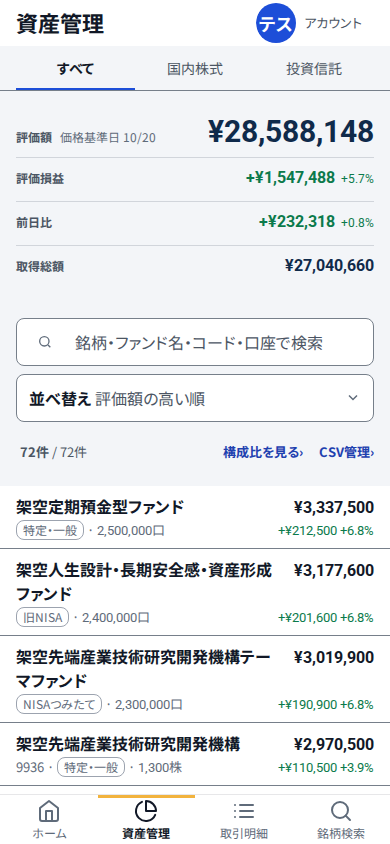 資産管理
テス アカウント
すべて 国内株式 投資信託
評価額 価格基準日 10/20 ¥28,588,148
評価損益 +¥1,547,488 +5.7%
前日比 +¥232,318 +0.8%
取得総額 ¥27,040,660
銘柄・ファンド名・コード・口座で検索
並べ替え 評価額の高い順
72件 / 72件 構成比を見る› CSV管理›
架空定期預金型ファンド ¥3,337,500
特定・一般 · 2,500,000口 +¥212,500 +6.8%
架空人生設計・長期安全感・資産形成 ¥3,177,600
ファンド
旧NISA · 2,400,000口 +¥201,600 +6.8%
架空先端産業技術研究開発機構テー ¥3,019,900
マファンド
NISAつみたて · 2,300,000口 +¥190,900 +6.8%
架空先端産業技術研究開発機構 ¥2,970,500
9936 · 特定・一般 · 1,300株 +¥110,500 +3.9%
ホーム 資産管理 取引明細 銘柄検索